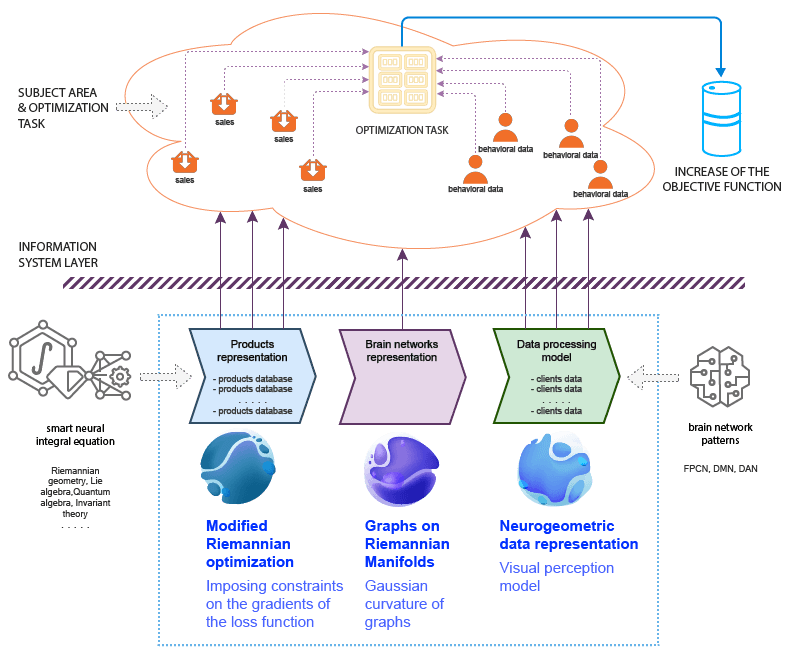 SUBJECT AREA
& OPTIMIZATION
TASK
OPTIMIZATION TASK
sales
sales
sales
sales
behavioral data
behavioral data
behavioral data
behavioral data
INCREASE OF THE
OBJECTIVE FUNCTION
INFORMATION
SYSTEM LAYER
smart neural
integral equation
Riemannian
geometry, Lie
algebra,Quantum
algebra, Invariant
theory
. . . . .
Products
representation
- products database
- products database
. . . . .
- products database
Brain networks
representation
Data processing
model
- clients data
- clients data
. . . . .
- clients data
brain network
patterns
FPCN, DMN, DAN
Modified
Riemannian
optimization
Imposing constraints
on the gradients of
the loss function
Graphs on
Riemannian
Manifolds
Gaussian
curvature of
graphs
Neurogeometric
data representation
Visual perception
model